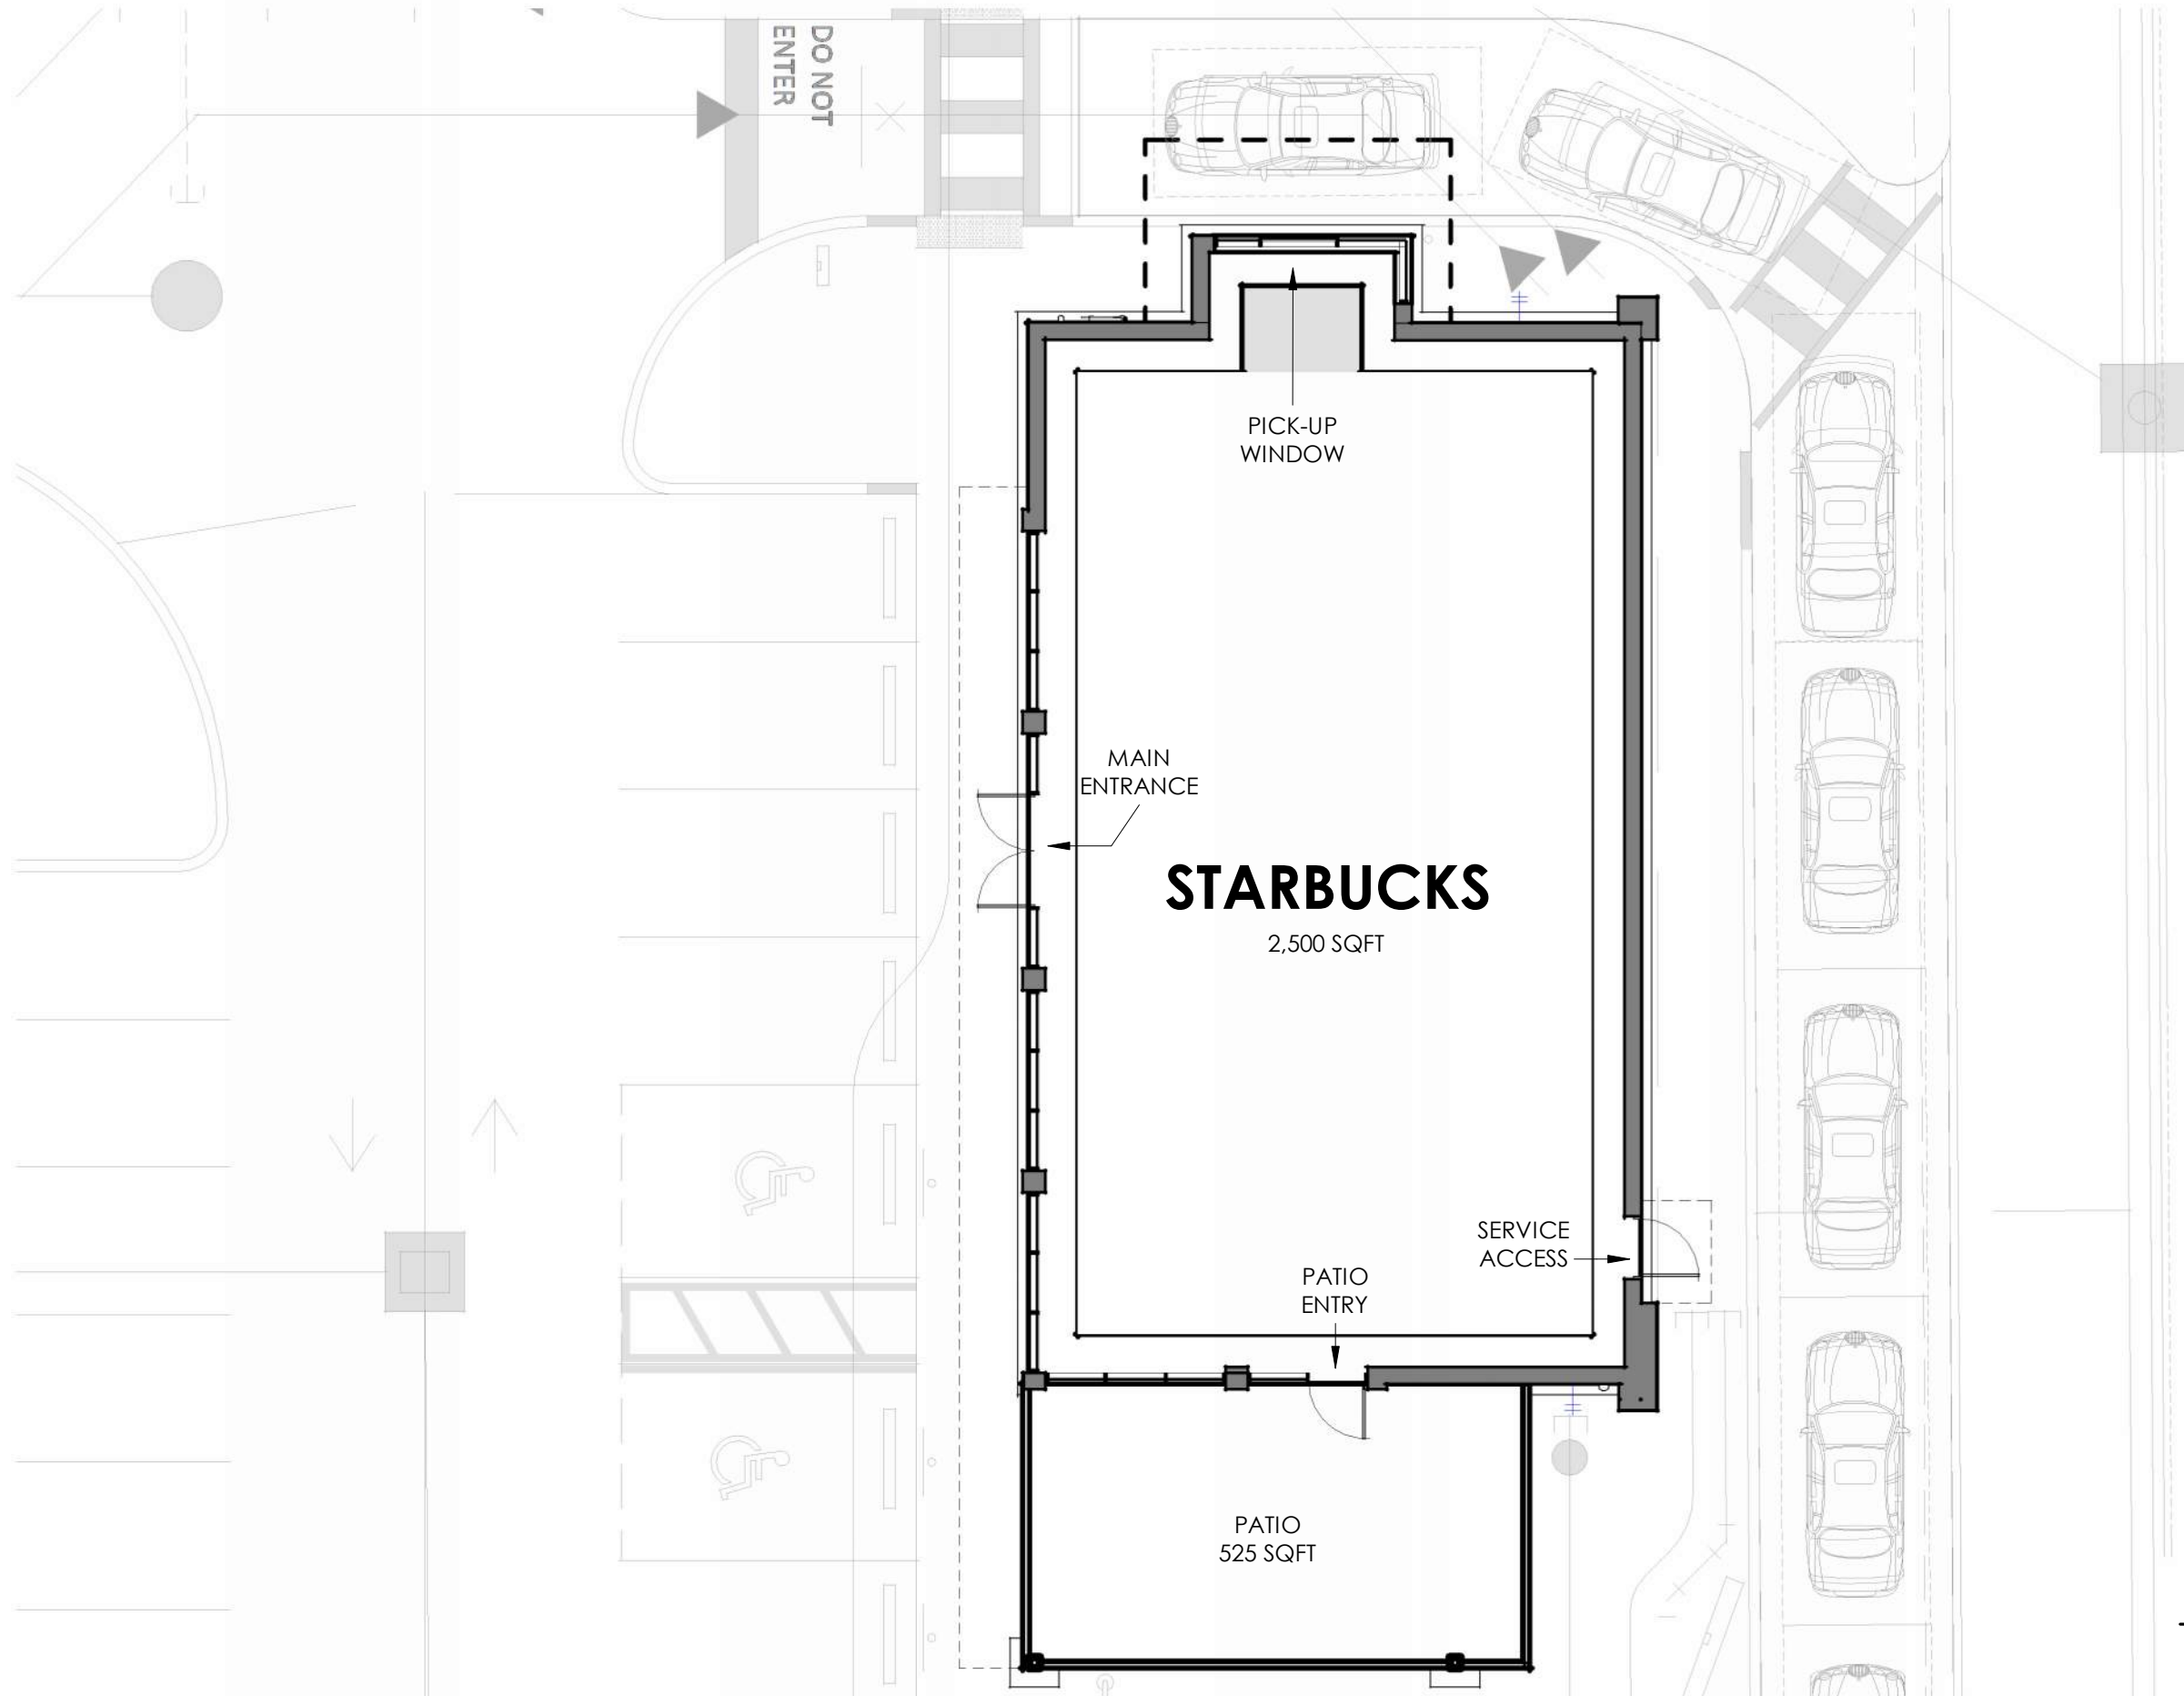 DO NOT
ENTER
PICK-UP
WINDOW
MAIN
ENTRANCE
STARBUCKS
2,500 SQFT
SERVICE
ACCESS
PATIO
ENTRY
PATIO
525 SQFT